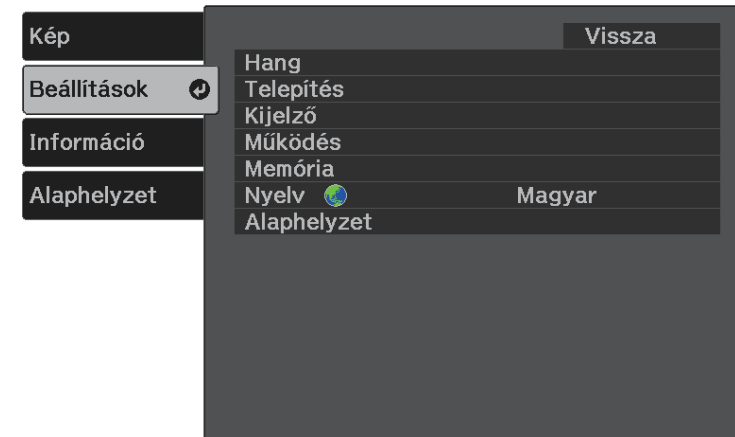 Kép
Beállítások
Információ
Alaphelyzet
Vissza
Hang
Telepítés
Kijelző
Működés
Memória
Nyelv Magyar
Alaphelyzet